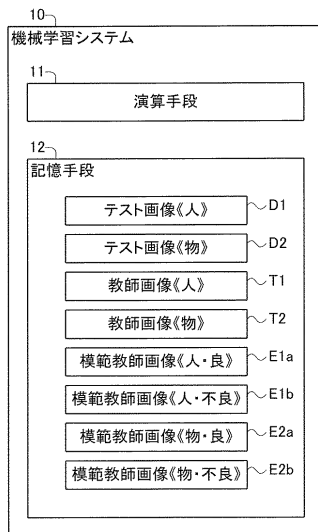 10
機械学習システム
11
演算手段
12
記憶手段
テスト画像《人》 D1
テスト画像《物》 D2
教師画像《人》 T1
教師画像《物》 T2
模範教師画像《人・良》 E1a
模範教師画像《人・不良》 E1b
模範教師画像《物・良》 E2a
模範教師画像《物・不良》 E2b